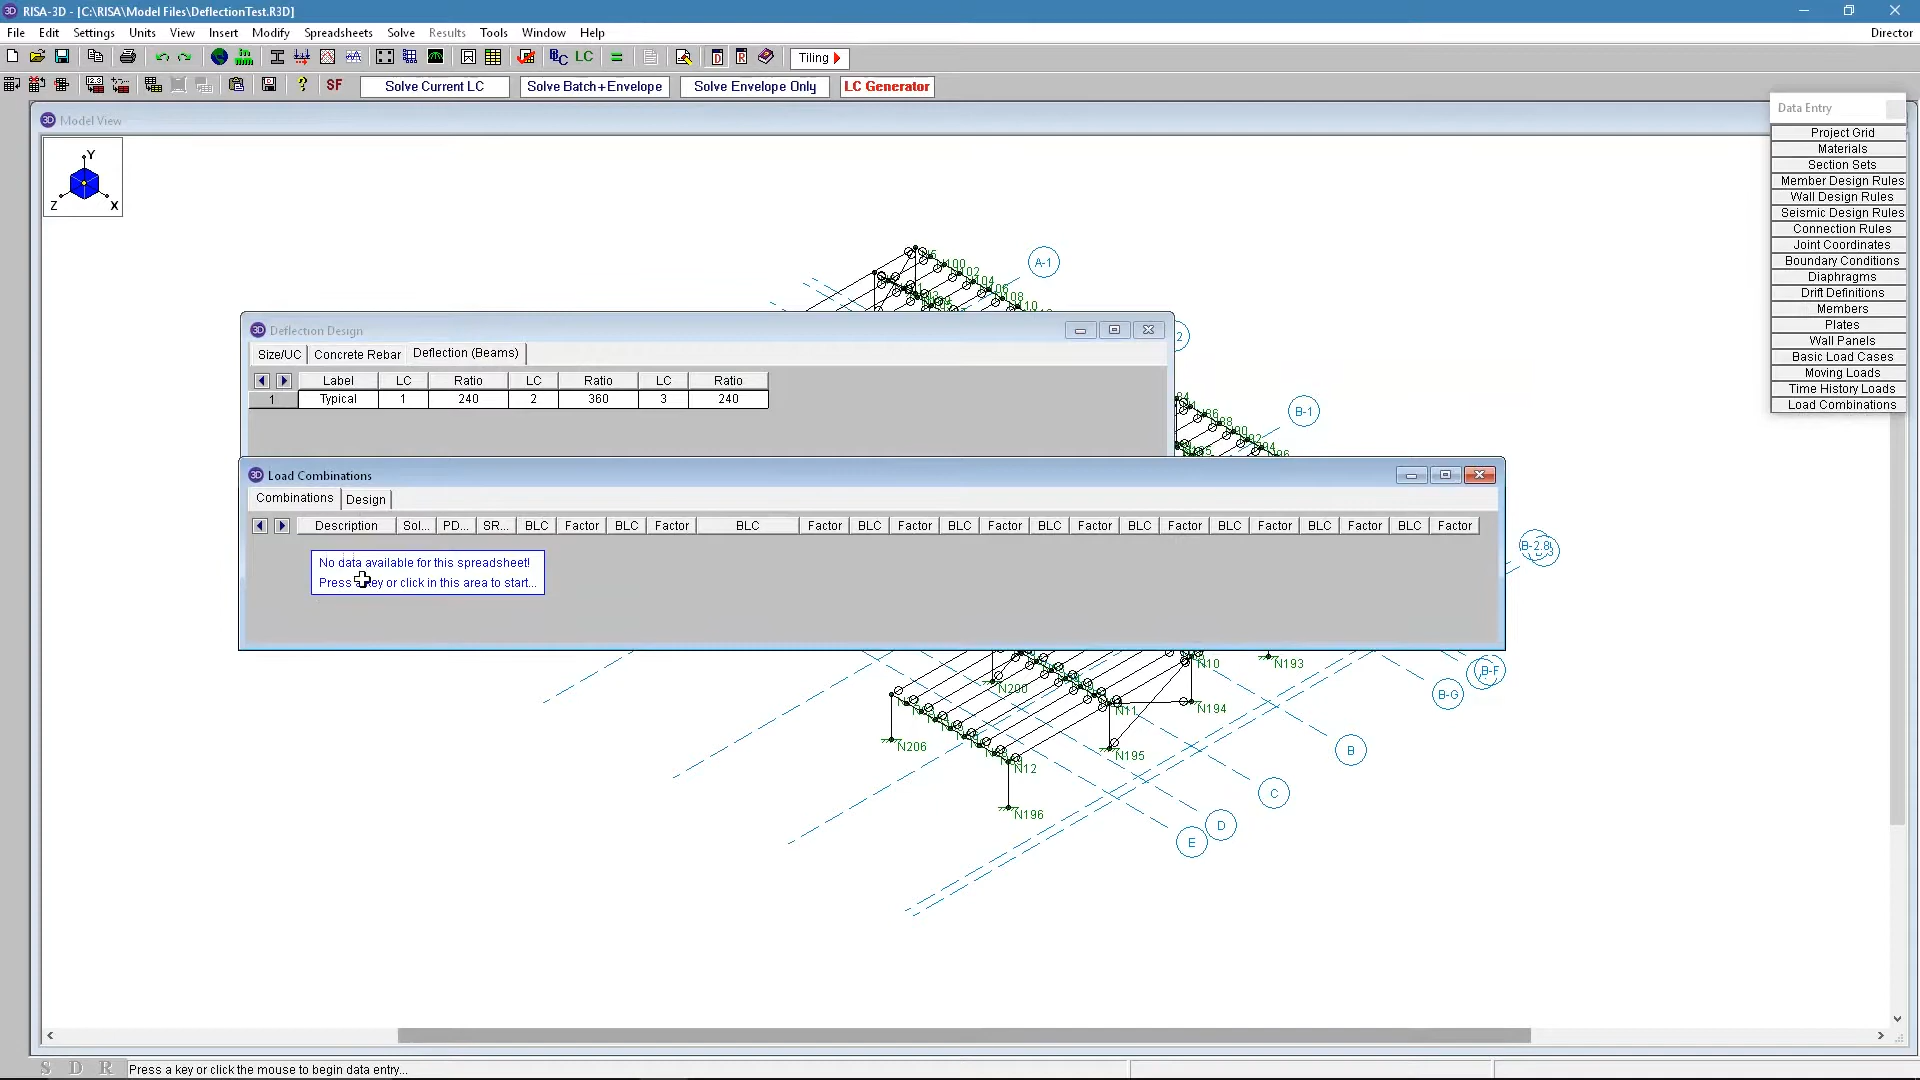 RISA-3D - [C:\RISA\Model Files\DeflectionTest.R3D]
File Edit Settings Units View Insert Modify Spreadsheets Solve Results Tools Window Help Director
LC Tiling
SF Solve Current LC Solve Batch+Envelope Solve Envelope Only LC Generator
Model View
Data Entry
Project Grid
Materials
Section Sets
Member Design Rules
Wall Design Rules
Seismic Design Rules
Connection Rules
Joint Coordinates
Boundary Conditions
Diaphragms
Drift Definitions
Members
Plates
Wall Panels
Basic Load Cases
Moving Loads
Time History Loads
Load Combinations
Y
Z X
A-1
2
B-1
Deflection Design
Size/UC Concrete Rebar Deflection (Beams)
Label LC Ratio LC Ratio LC Ratio
1 Typical 1 240 2 360 3 240
Load Combinations
Combinations Design
Description Sol... PD... SR... BLC Factor BLC Factor BLC Factor BLC Factor BLC Factor BLC Factor BLC Factor BLC Factor BLC Factor BLC Factor
No data available for this spreadsheet!
Press key or click in this area to start...
B-2.8
N10
N193
N200
B-F
B-G
N11
N194
N206
N195
B
N12
C
N196
D
E
S D R Press a key or click the mouse to begin data entry...